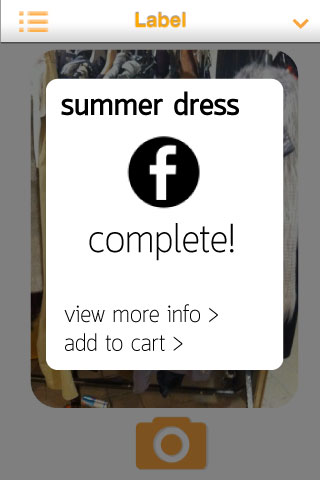 Label
summer dress
f
complete!
view more info >
add to cart >